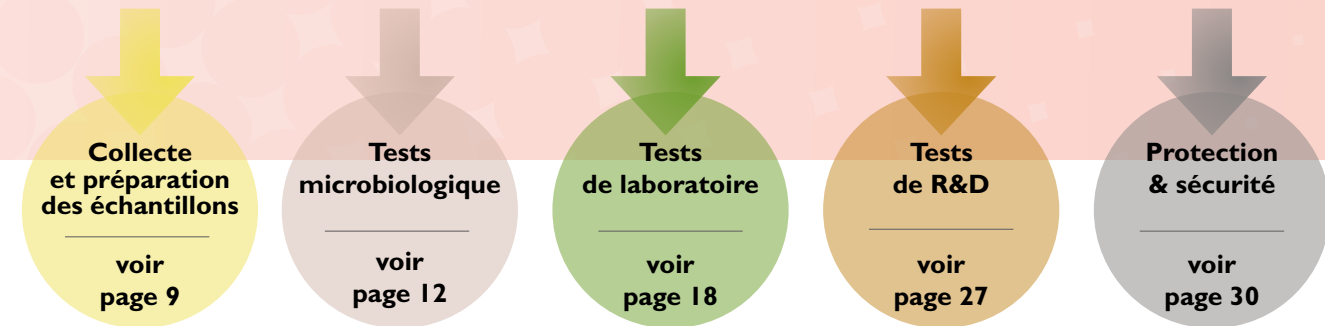 Collecte
et préparation
des échantillons
voir
page 9
Tests
microbiologique
voir
page 12
Tests
de laboratoire
voir
page 18
Tests
de R&D
voir
page 27
Protection
& sécurité
voir
page 30